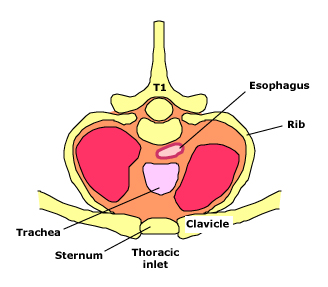 T1
Esophagus
Rib
Clavicle
Trachea
Sternum
Thoracic
inlet